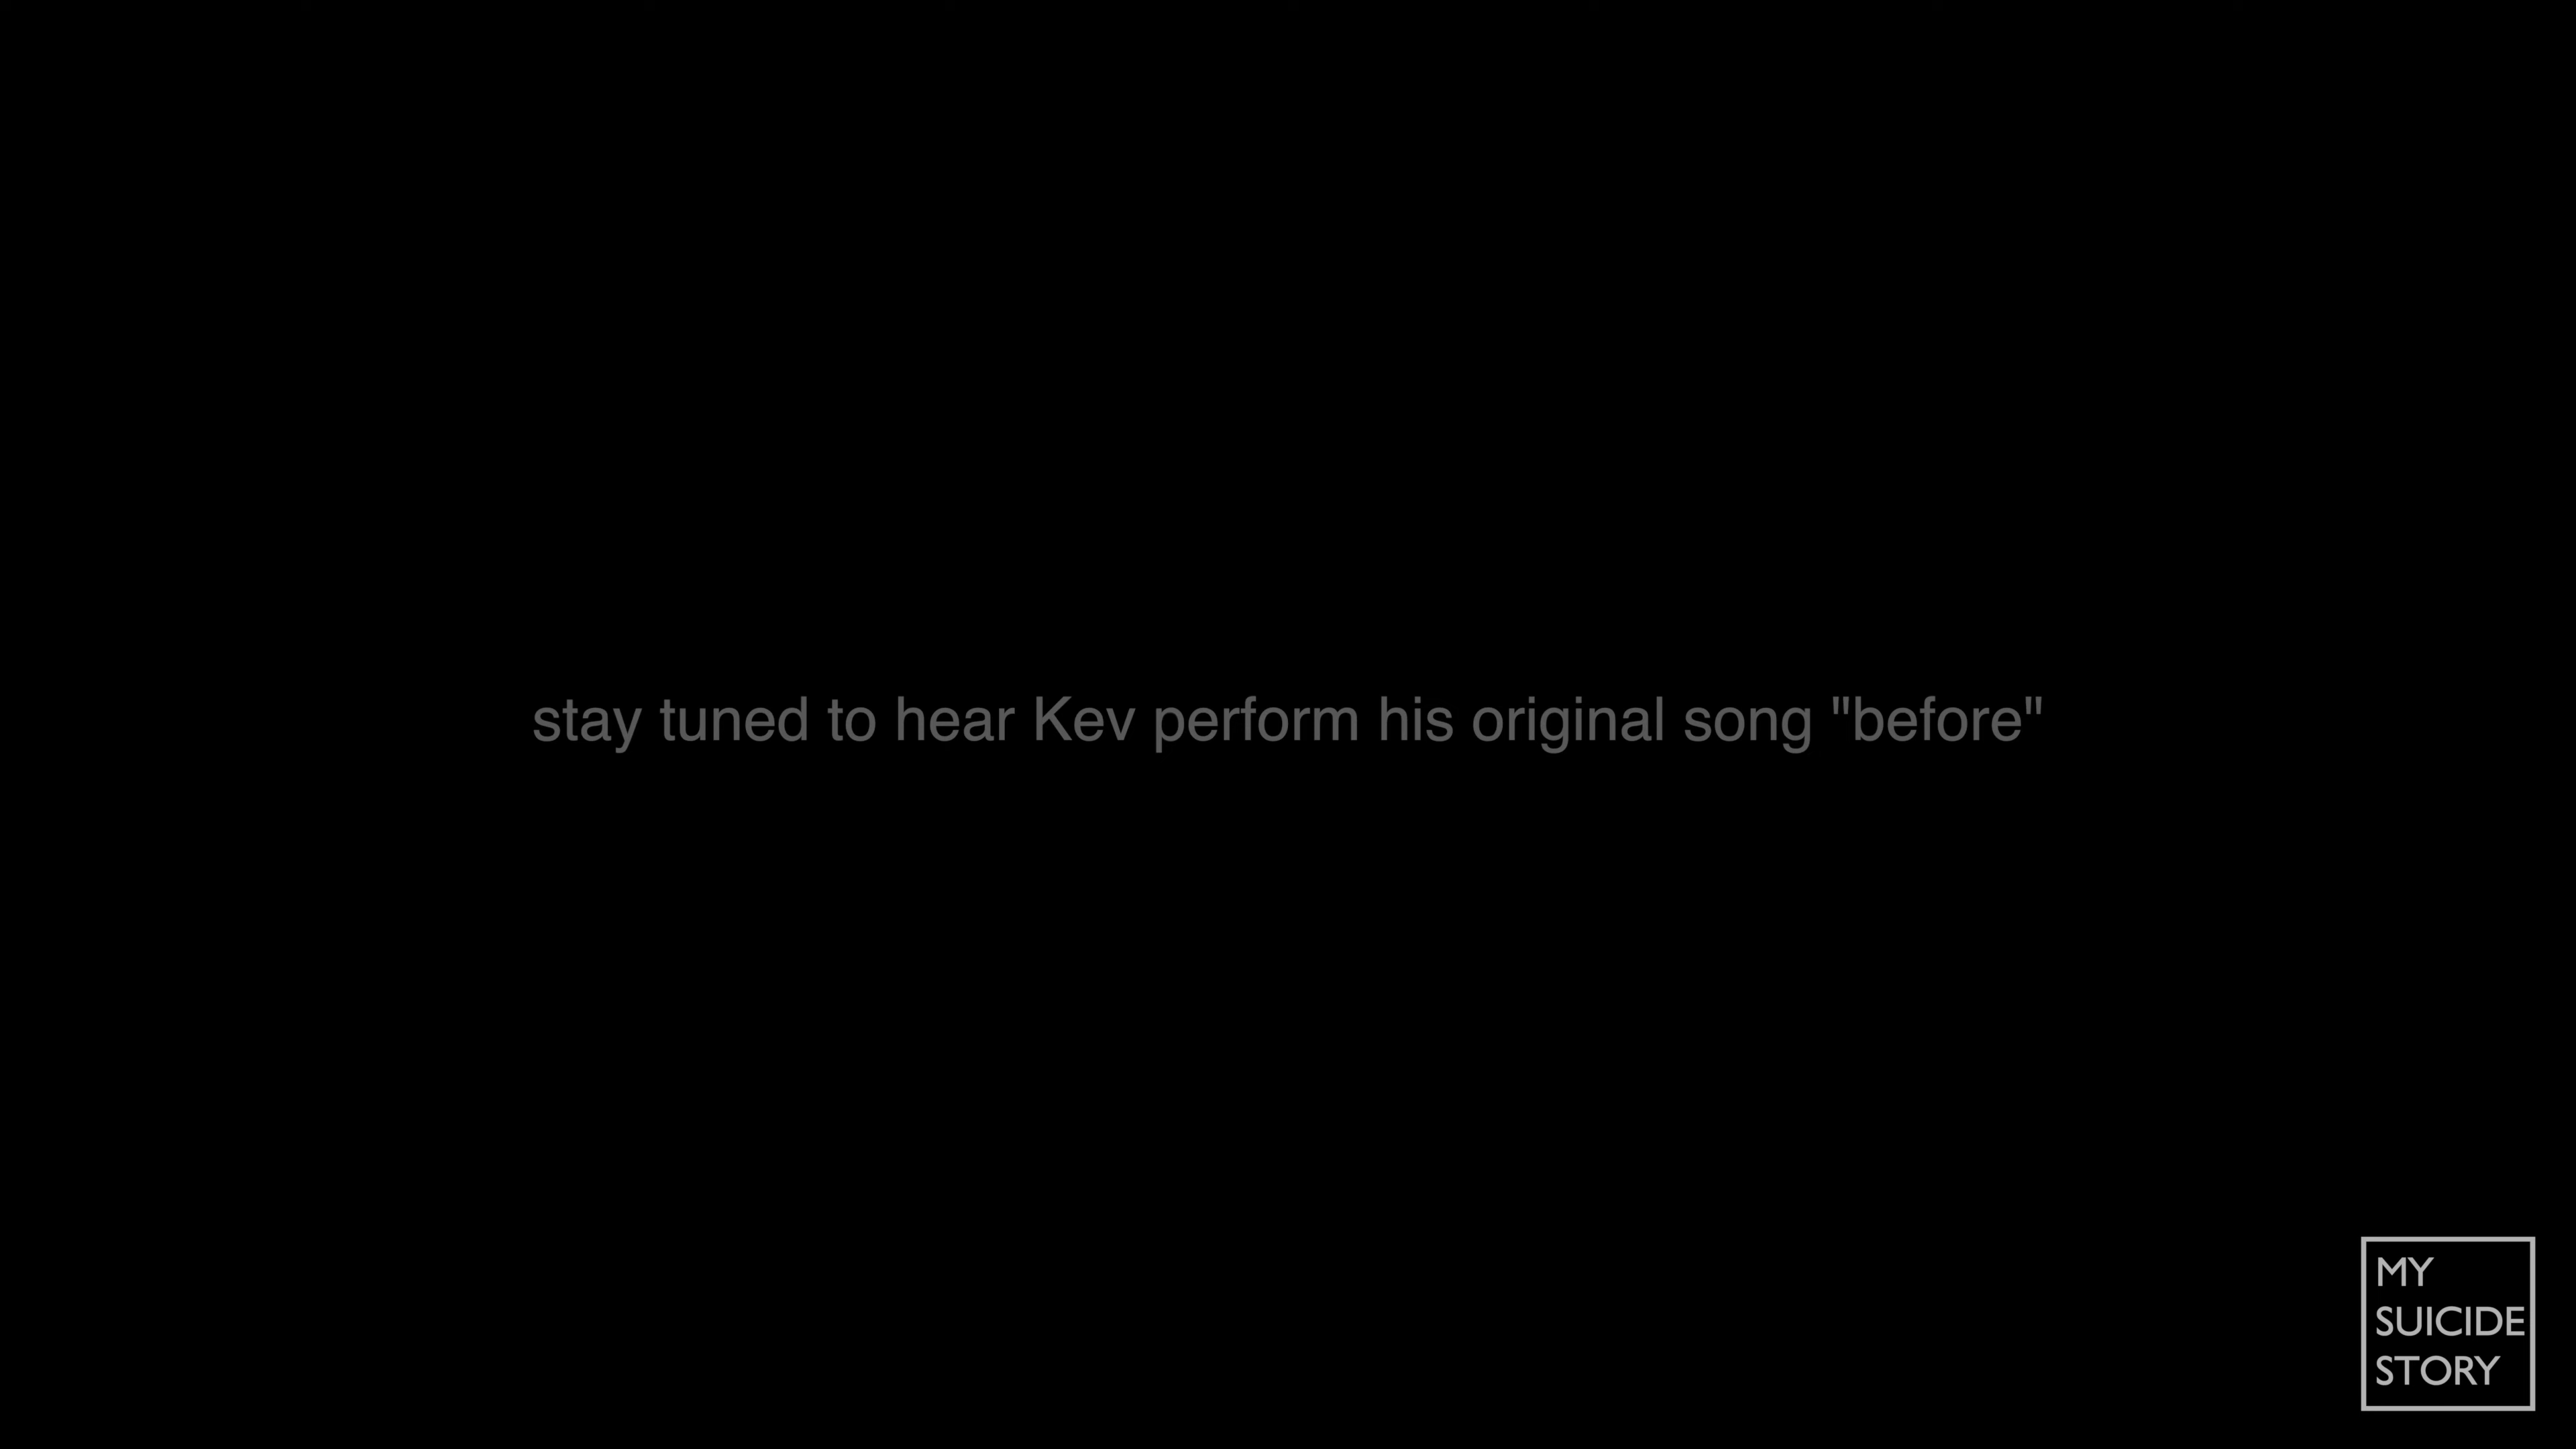 stay tuned to hear Kev perform his original song "before"
MY
SUICIDE
STORY